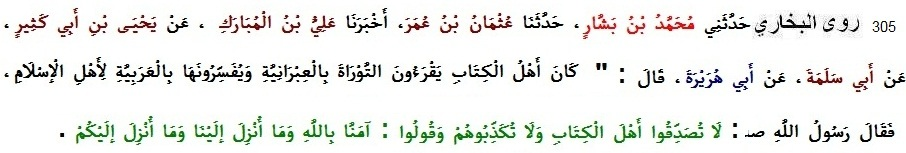 305 روى البخاري حَدَّثَنِي مُحَمَّدُ بْنُ بَشَّارٍ، حَدَّثَنَا عُثْمَانُ بْنُ عُمَرَ، أَخْبَرَنَا عَلِيُّ بْنُ الْمُبَارَكِ ، عَنْ يَحْيَى بْنِ أَبِي كَثِيرٍ ،
عَنْ أَبِي سَلَمَةَ، عَنْ أَبِي هُرَيْرَةَ، قَالَ : " كَانَ أَهْلُ الْكِتَابِ يَقْرَءُونَ التَّوْرَاةَ بِالْعِبْرَانِيَّةِ وَيُفَسِّرُونَهَا بِالْعَرَبِيَّةِ لِأَهْلِ الْإِسْلَامِ،
فَقَالَ رَسُولُ اللَّهِ صـ : لَا تُصَدِّقُوا أَهْلَ الْكِتَابِ وَلَا تُكَذِّبُوهُمْ وَقُولُوا : آمَنَّا بِاللَّهِ وَمَا أُنْزِلَ إِلَيْنَا وَمَا أُنْزِلَ إِلَيْكُمْ .